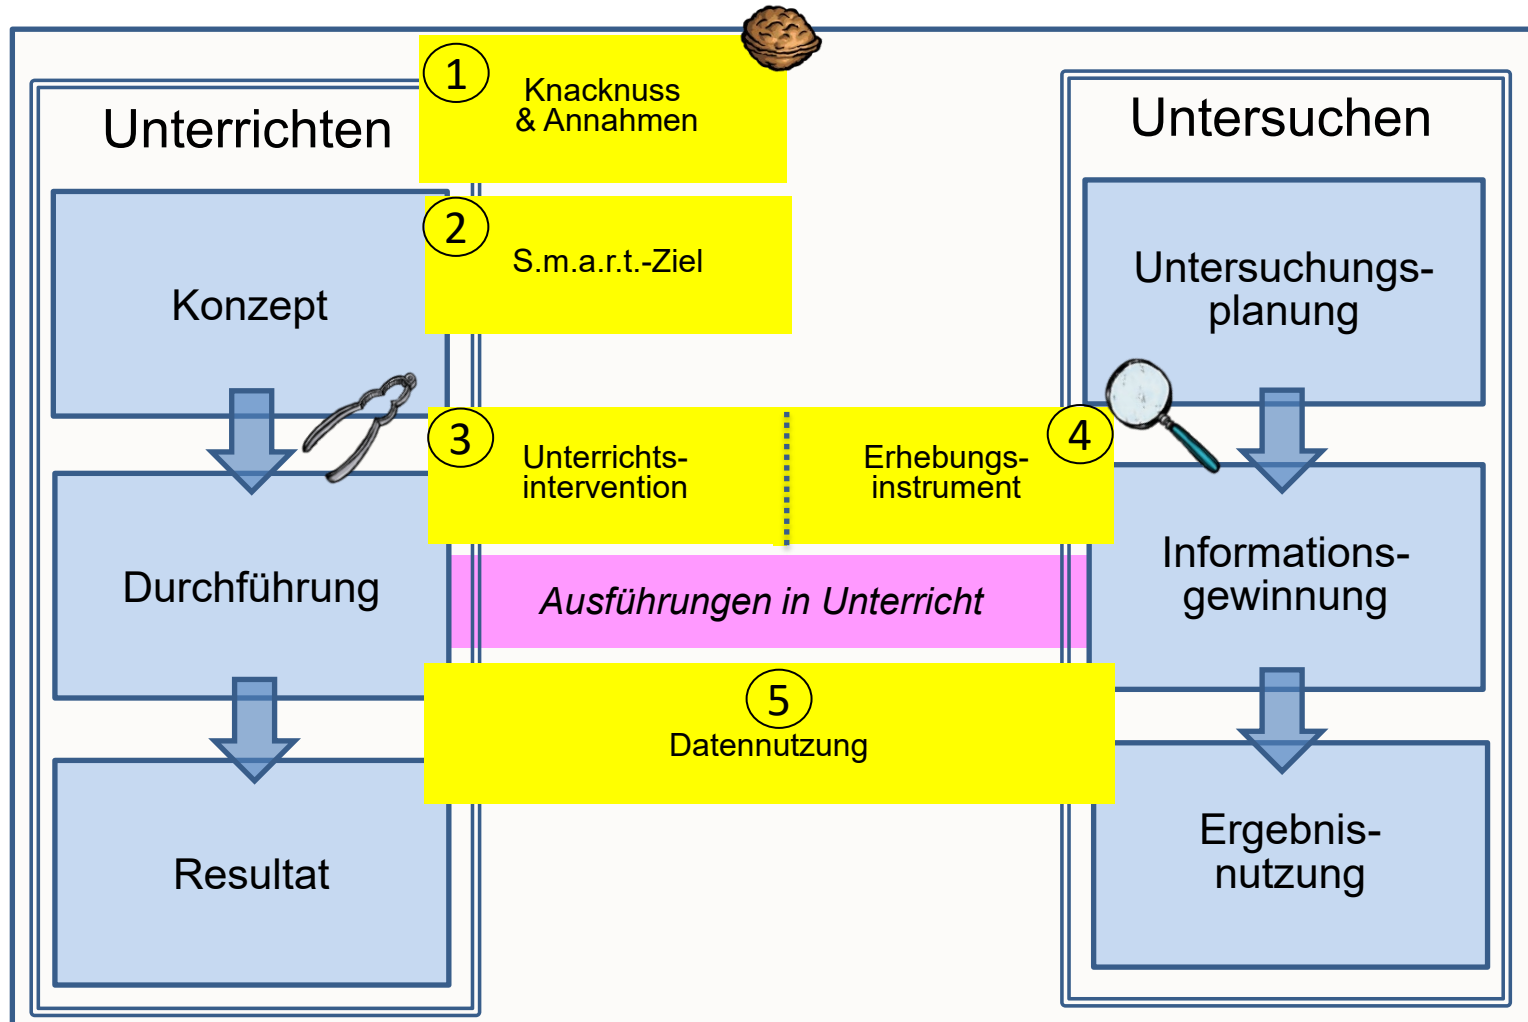 Unterrichten
Konzept
Durchführung
Resultat
1
Knacknuss
& Annahmen
2
S.m.a.r.t.-Ziel
3
Unterrichts-
intervention
4
Erhebungs-
instrument
Ausführungen in Unterricht
5
Datennutzung
Untersuchen
Untersuchungs-
planung
Informations-
gewinnung
Ergebnis-
nutzung